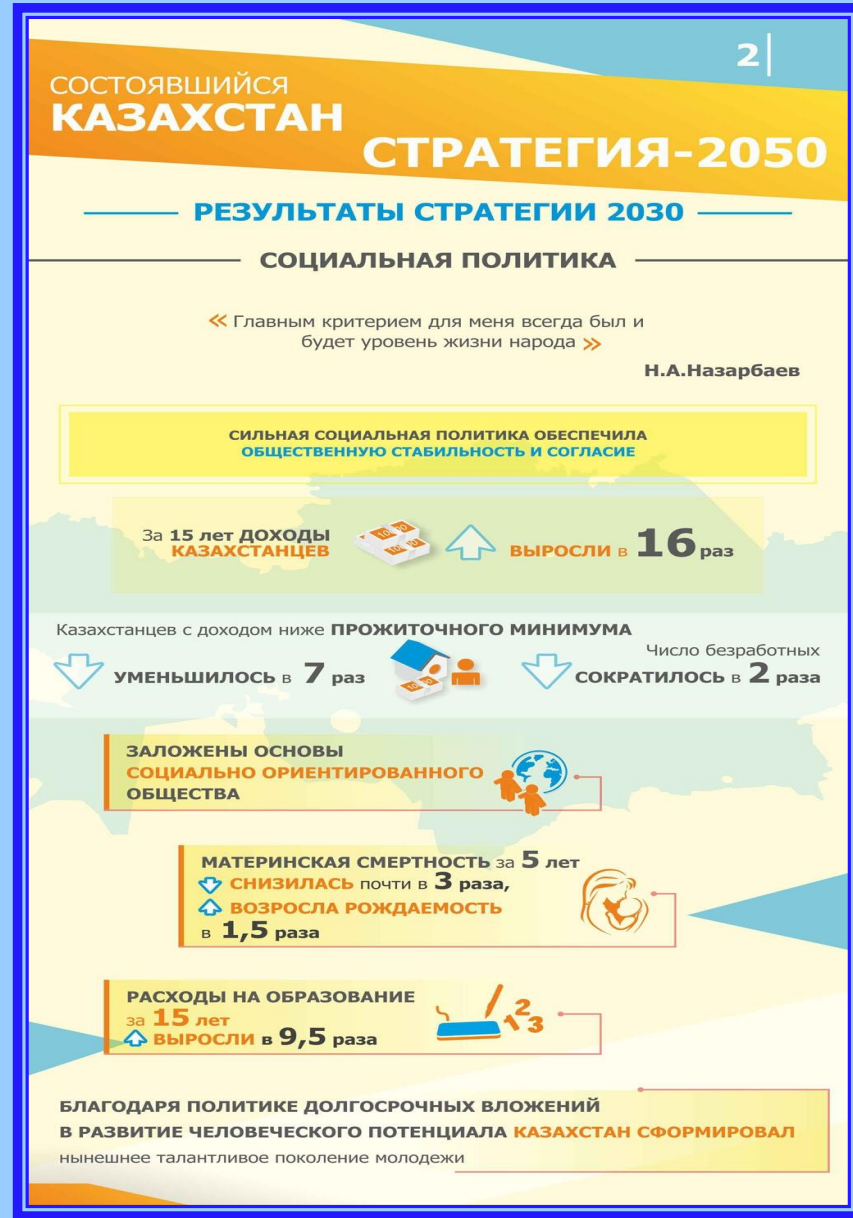 2
СОСТОЯВШИЙСЯ
КАЗАХСТАН
СТРАТЕГИЯ-2050
РЕЗУЛЬТАТЫ СТРАТЕГИИ 2030
СОЦИАЛЬНАЯ ПОЛИТИКА
« Главным критерием для меня всегда был и
будет уровень жизни народа »
Н.А.Назарбаев
СИЛЬНАЯ СОЦИАЛЬНАЯ ПОЛИТИКА ОБЕСПЕЧИЛА
ОБЩЕСТВЕННУЮ СТАБИЛЬНОСТЬ И СОГЛАСИЕ
За 15 лет ДОХОДЫ
КАЗАХСТАНЦЕВ
ВЫРОСЛИ в 16 раз
Казахстанцев с доходом ниже ПРОЖИТОЧНОГО МИНИМУМА
УМЕНЬШИЛОСЬ в 7 раз
Число безработных
СОКРАТИЛОСЬ в 2 раза
ЗАЛОЖЕНЫ ОСНОВЫ
СОЦИАЛЬНО ОРИЕНТИРОВАННОГО
ОБЩЕСТВА
МАТЕРИНСКАЯ СМЕРТНОСТЬ за 5 лет
СНИЗИЛАСЬ почти в 3 раза,
ВОЗРОСЛА РОЖДАЕМОСТЬ
в 1,5 раза
РАСХОДЫ НА ОБРАЗОВАНИЕ
за 15 лет
ВЫРОСЛИ в 9,5 раза
1 2 3
БЛАГОДАРЯ ПОЛИТИКЕ ДОЛГОСРОЧНЫХ ВЛОЖЕНИЙ
В РАЗВИТИЕ ЧЕЛОВЕЧЕСКОГО ПОТЕНЦИАЛА КАЗАХСТАН СФОРМИРОВАЛ
нынешнее талантливое поколение молодежи